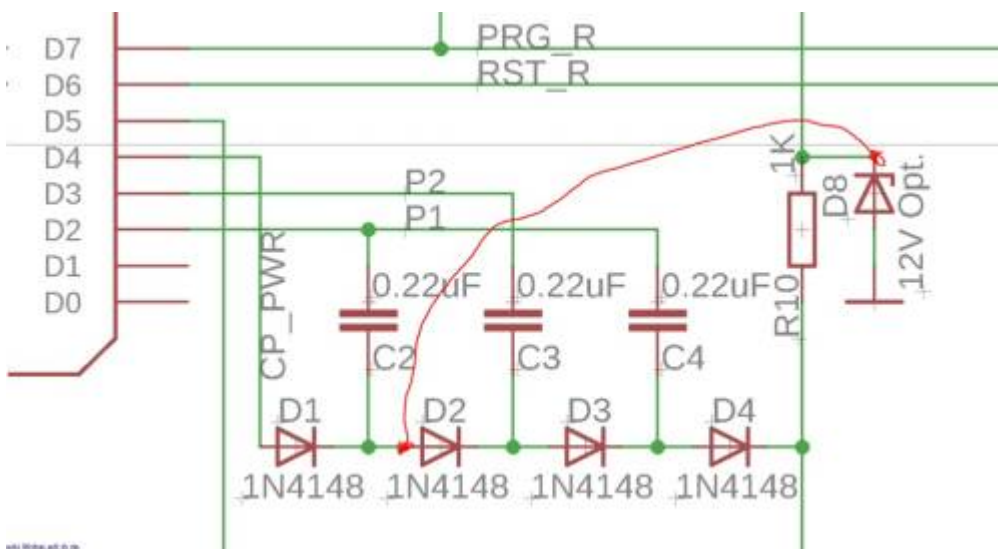 D7
PRG_R
D6
RST_R
D5
D4
D3
P2
D2
P1
D1
D0
CP_PWR
0.22uF
0.22uF
0.22uF
C2
C3
C4
1K
R10
D8
12V Opt.
D1
D2
D3
D4
1N4148
1N4148
1N4148
1N4148